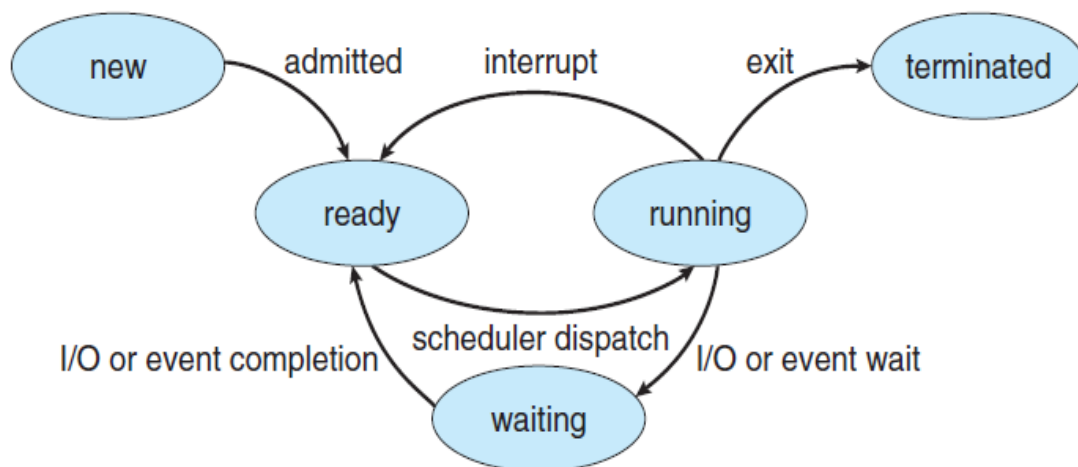 new
admitted
interrupt
exit
terminated
ready
running
I/O or event completion
scheduler dispatch
I/O or event wait
waiting